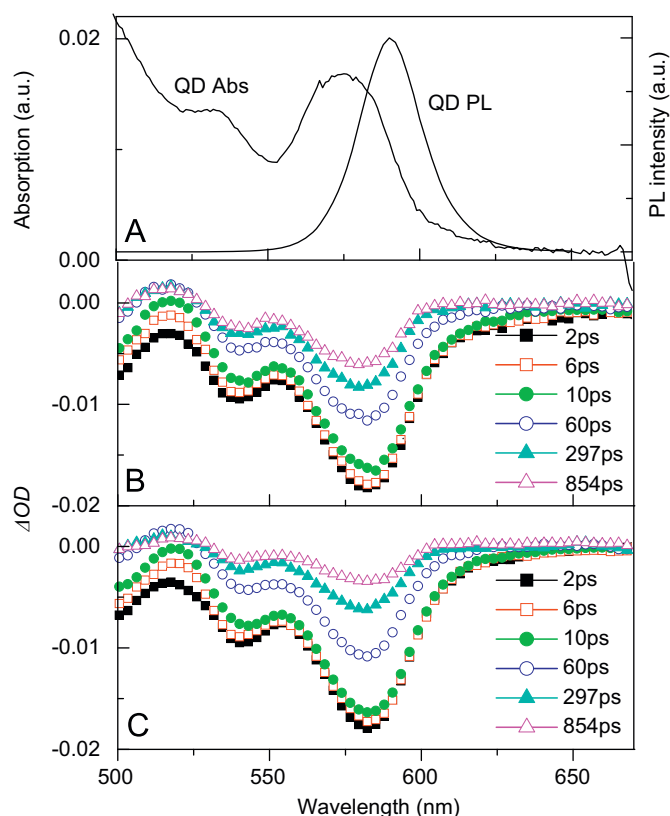 0.02
QD Abs
QD PL
Absorption (a.u.)
PL intensity (a.u.)
A
0.00
0.00
-0.01
-0.02
B
2ps
6ps
10ps
60ps
297ps
854ps
ΔOD
0.00
-0.01
-0.02
C
2ps
6ps
10ps
60ps
297ps
854ps
500
550
600
650
Wavelength (nm)